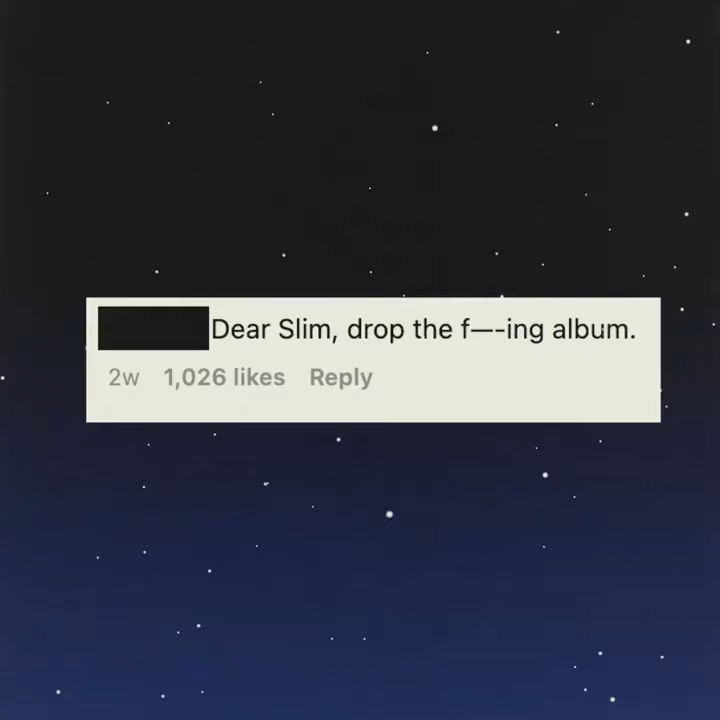 Dear Slim, drop the f—-ing album.
2w 1,026 likes Reply